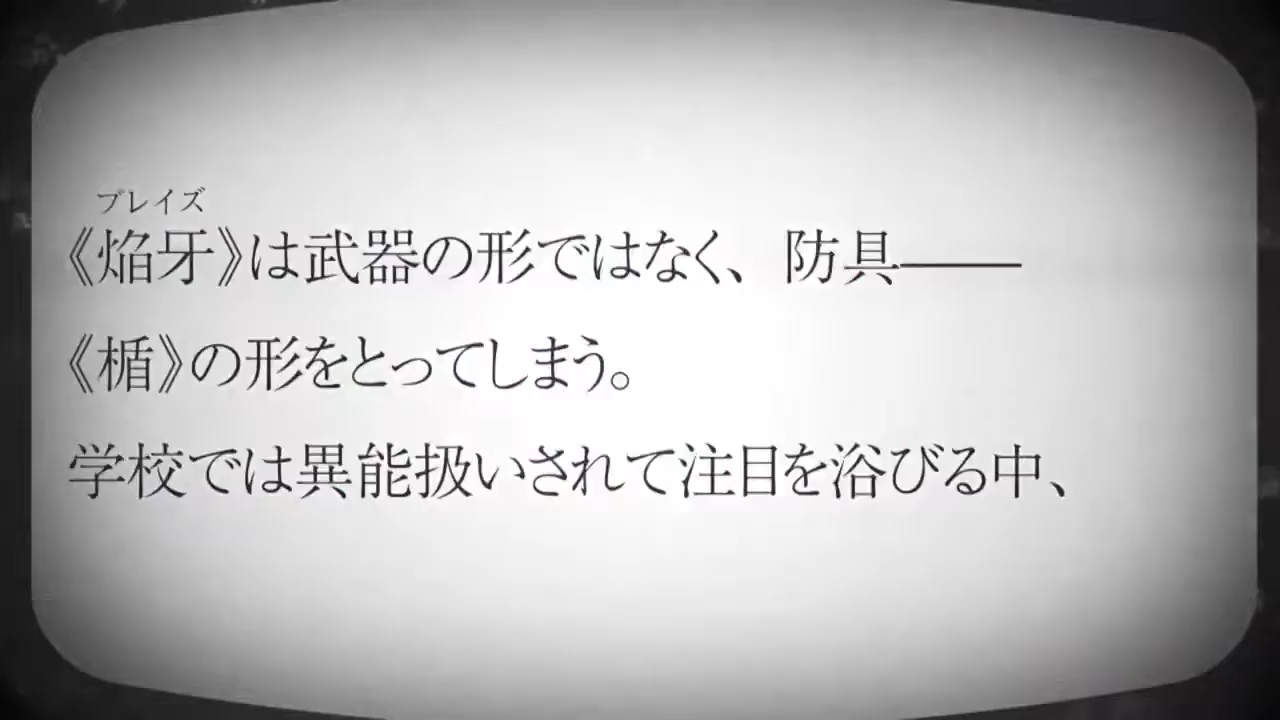 ブレイズ
《焔牙》は武器の形ではなく、防具――
《楯》の形をとってしまう。
学校では異能扱いされて注目を浴びる中、